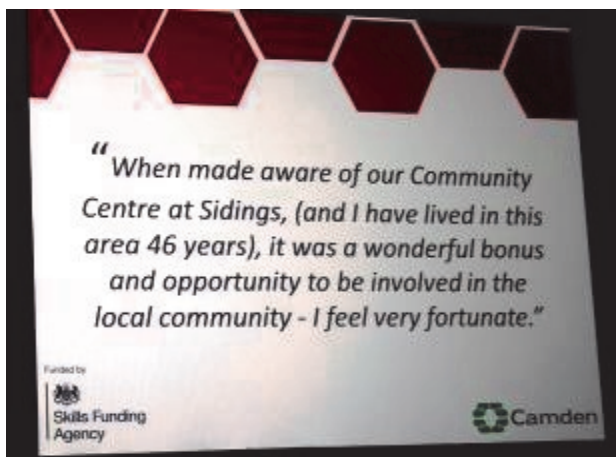 “When made aware of our Community
Centre at Sidings, (and I have lived in this
area 46 years), it was a wonderful bonus
and opportunity to be involved in the
local community - I feel very fortunate.”
Funded by
Skills Funding
Agency
Camden